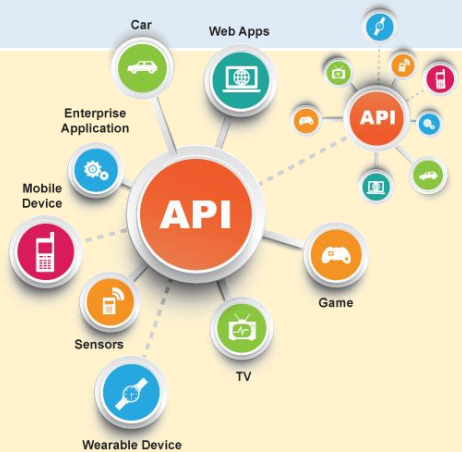 Car
Web Apps
Enterprise
Application
API
Mobile
Device
API
Game
Sensors
TV
Wearable Device